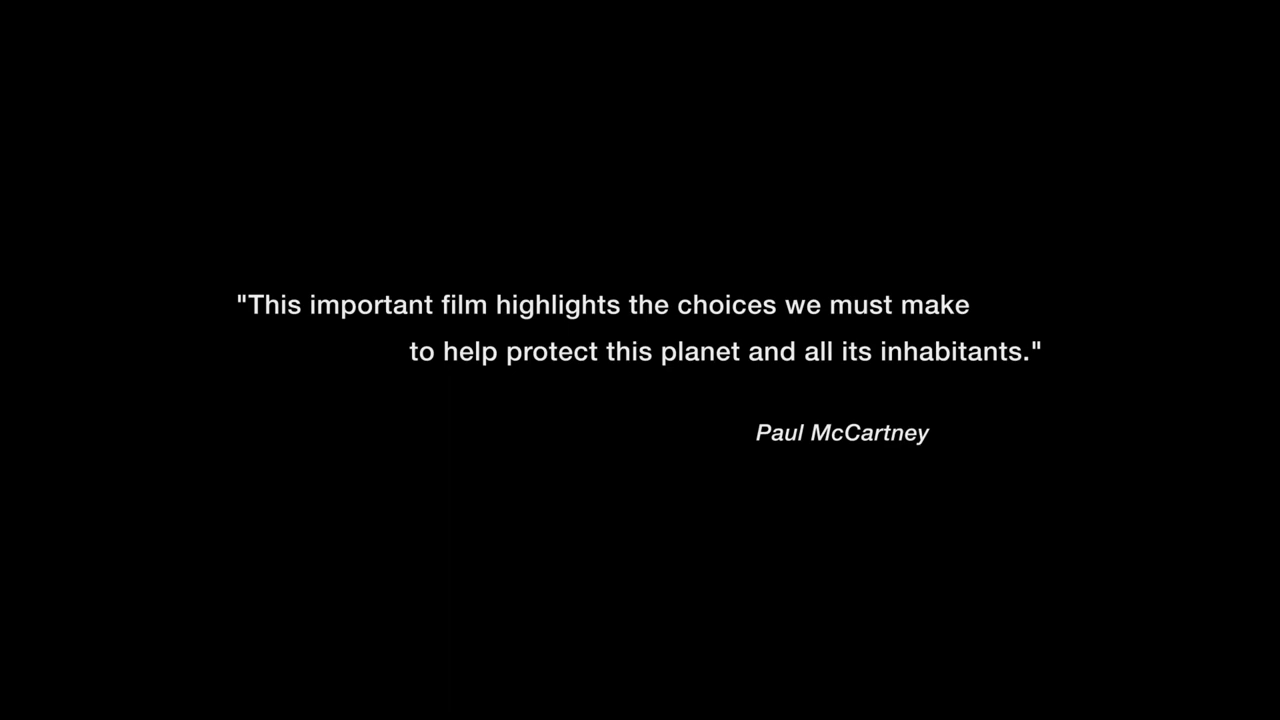 "This important film highlights the choices we must make
to help protect this planet and all its inhabitants."
Paul McCartney